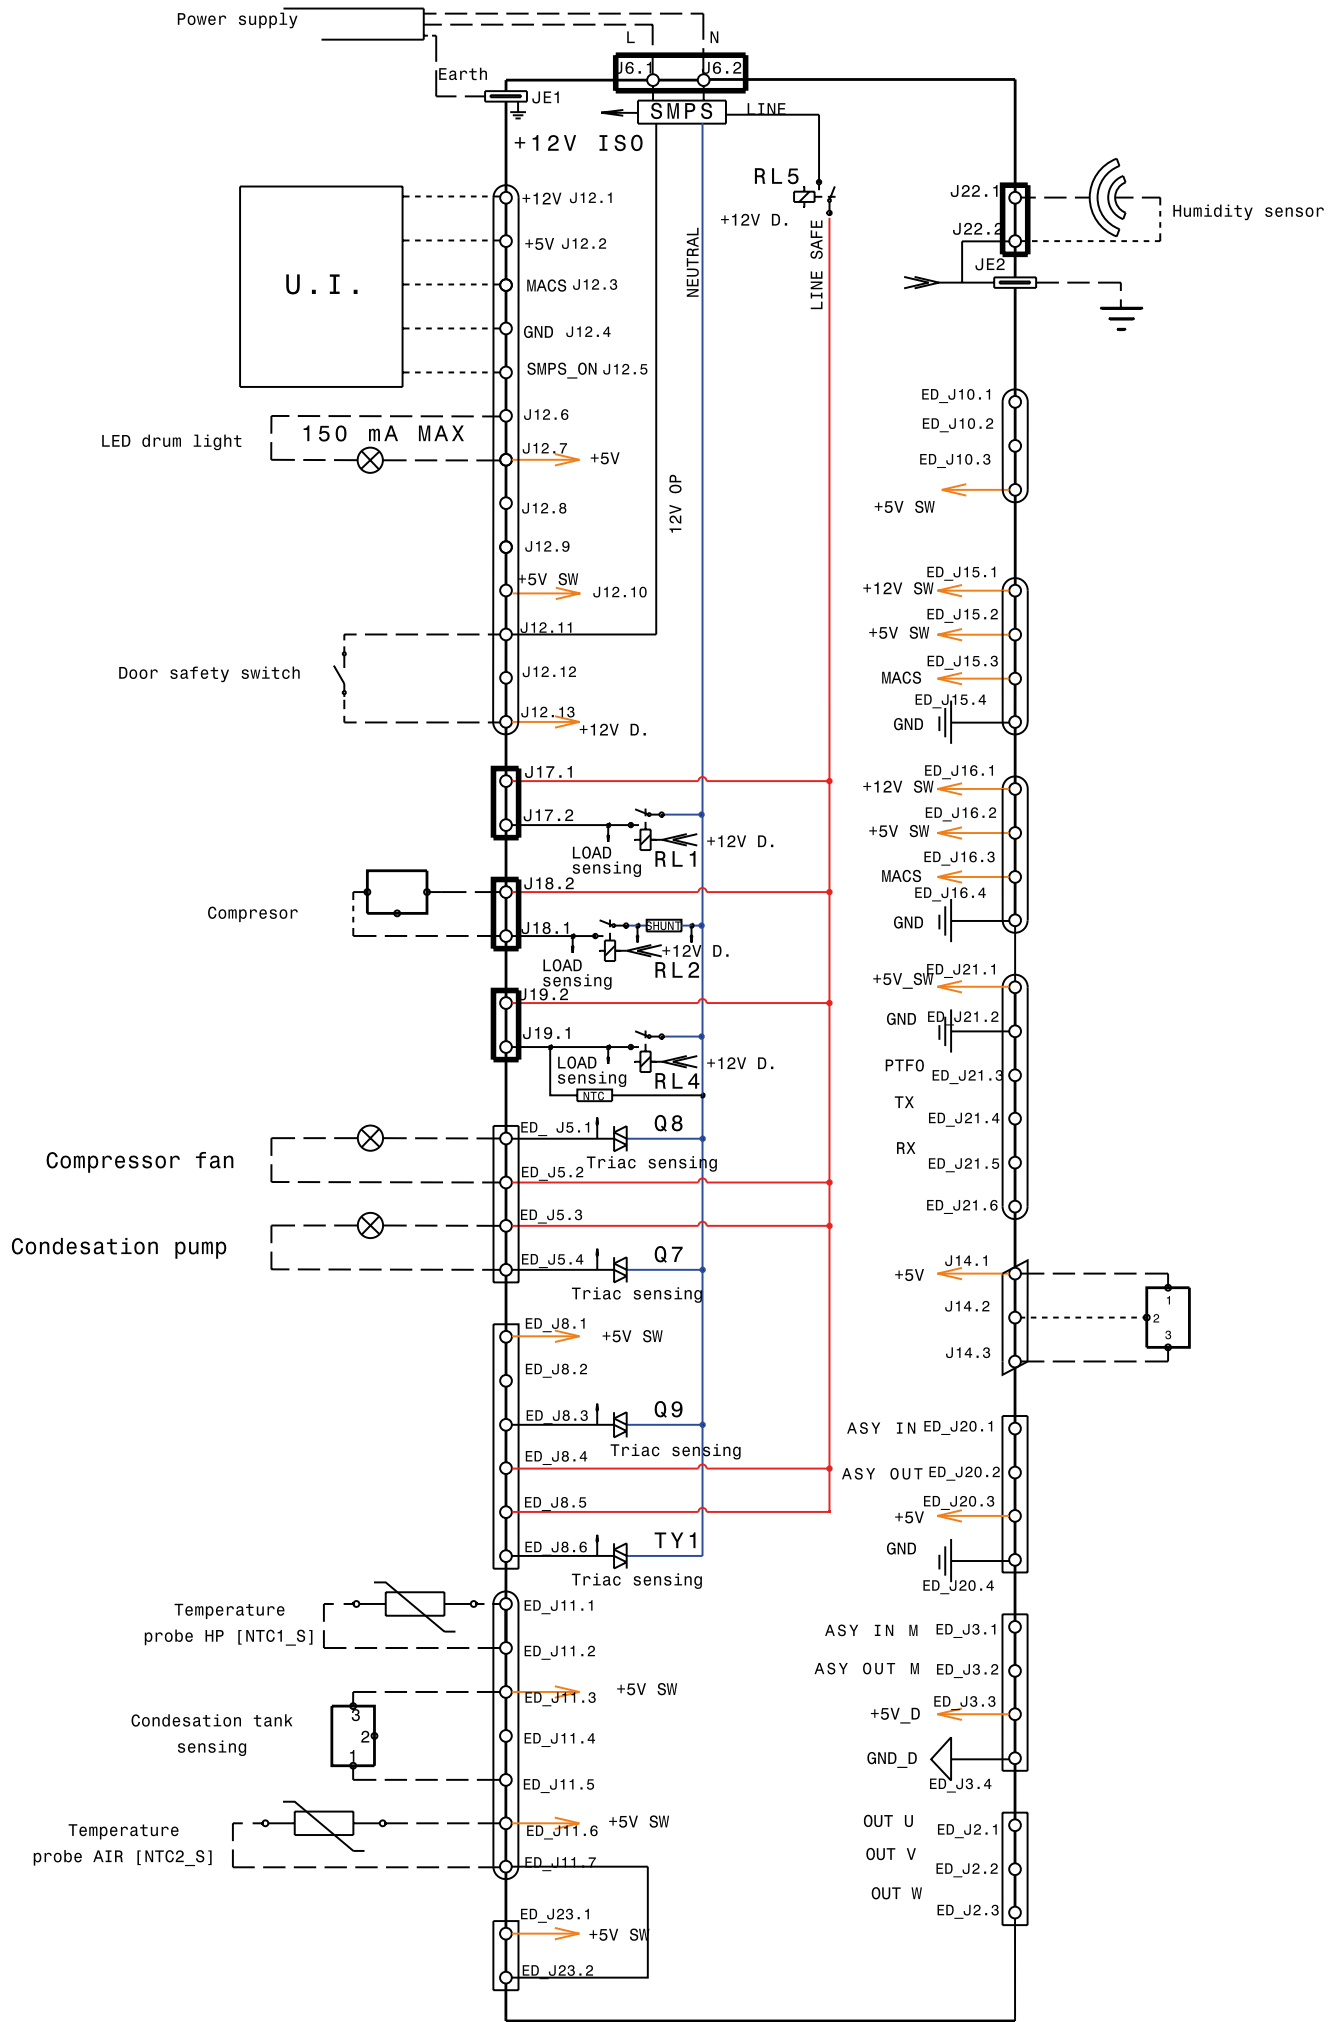 Power supply
L
N
J6.1
J6.2
Earth
JE1
SMPS
LINE
+12V ISO
RL5
+12V D.
NEUTRAL
LINE SAFE
12V OP
U.I.
+12V J12.1
+5V J12.2
MACS J12.3
GND J12.4
SMPS_ON J12.5
J12.6
LED drum light
150 mA MAX
J12.7
+5V
J12.8
J12.9
+5V SW
J12.10
J12.11
Door safety switch
J12.12
J12.13
+12V D.
J17.1
J17.2
LOAD
sensing
RL1
+12V D.
Compresor
J18.2
J18.1
SHUNT
+12V D.
LOAD
sensing
RL2
J19.2
J19.1
LOAD
sensing
RL4
+12V D.
NTC
Compressor fan
ED_ J5.1
Q8
Triac sensing
ED_J5.2
Condesation pump
ED_J5.3
ED_J5.4
Q7
Triac sensing
ED_J8.1
+5V SW
ED_J8.2
ED_J8.3
Q9
Triac sensing
ED_J8.4
ED_J8.5
ED_J8.6
TY1
Triac sensing
Temperature
probe HP [NTC1_S]
ED_J11.1
ED_J11.2
Condesation tank
sensing
3
2
1
ED_J11.3
+5V SW
ED_J11.4
ED_J11.5
Temperature
probe AIR [NTC2_S]
+5V SW
ED_J11.6
ED_J11.7
ED_J23.1
+5V SW
ED_J23.2
J22.1
J22.2
Humidity sensor
JE2
ED_J10.1
ED_J10.2
ED_J10.3
+5V SW
ED_J15.1
+12V SW
ED_J15.2
+5V SW
ED_J15.3
MACS
ED_J15.4
GND
ED_J16.1
+12V SW
ED_J16.2
+5V SW
ED_J16.3
MACS
ED_J16.4
GND
ED_J21.1
+5V_SW
GND ED_J21.2
PTFO ED_J21.3
TX
ED_J21.4
RX
ED_J21.5
ED_J21.6
J14.1
+5V
J14.2
J14.3
1
2
3
ASY IN ED_J20.1
ASY OUT ED_J20.2
ED_J20.3
+5V
GND
ED_J20.4
ASY IN M ED_J3.1
ASY OUT M ED_J3.2
ED_J3.3
+5V_D
GND_D
ED_J3.4
OUT U
ED_J2.1
OUT V
ED_J2.2
OUT W
ED_J2.3